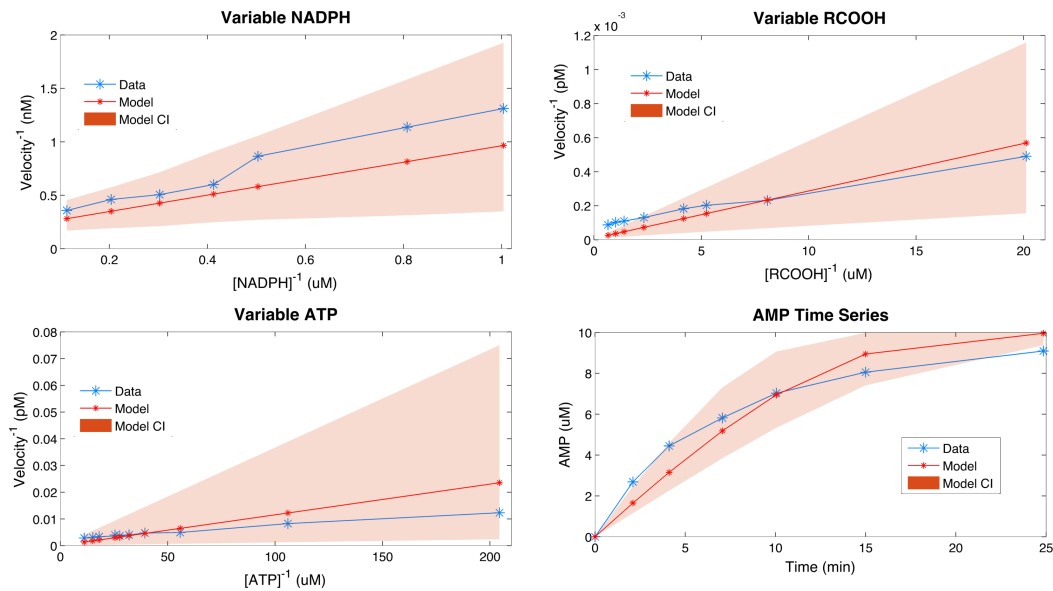 Variable NADPH
2
1.5
1
0.5
0
Velocity⁻¹ (nM)
Data
Model
Model CI
0.2
0.4
0.6
0.8
1
[NADPH]⁻¹ (uM)
Variable RCOOH
× 10⁻³
1.2
1
0.8
0.6
0.4
0.2
0
Velocity⁻¹ (pM)
Data
Model
Model CI
0
5
10
15
20
[RCOOH]⁻¹ (uM)
Variable ATP
0.08
0.07
0.06
0.05
0.04
0.03
0.02
0.01
0
Velocity⁻¹ (pM)
Data
Model
Model CI
0
50
100
150
200
[ATP]⁻¹ (uM)
AMP Time Series
10
8
6
4
2
0
AMP (uM)
Data
Model
Model CI
0
5
10
15
20
25
Time (min)